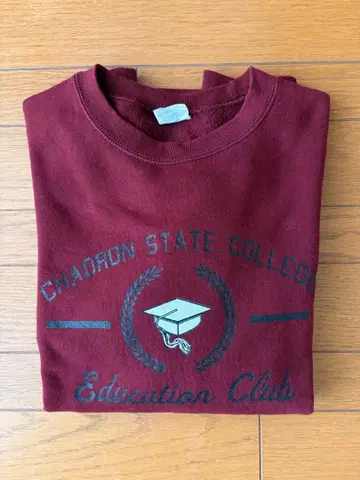 CHADRON STATE COLLEGE
Education Club